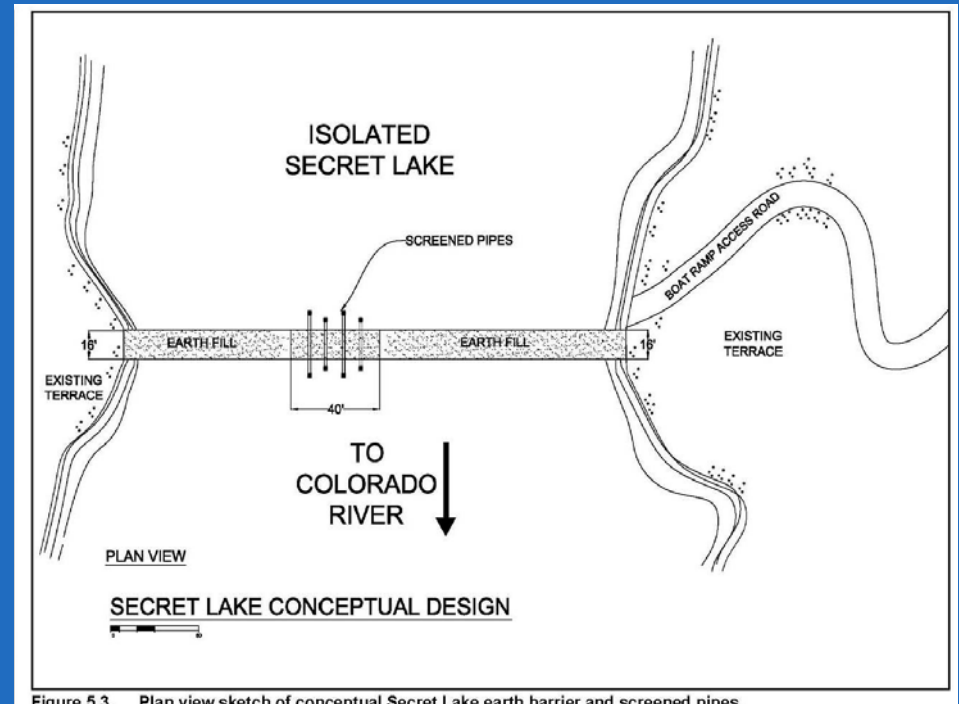 ISOLATED
SECRET LAKE
SCREENED PIPES
BOAT RAMP ACCESS ROAD
16'
EARTH FILL
EARTH FILL
16'
EXISTING
TERRACE
EXISTING
TERRACE
40'
TO
COLORADO
RIVER
PLAN VIEW
SECRET LAKE CONCEPTUAL DESIGN
Figure 5.3. Plan view sketch of conceptual Secret Lake earth barrier and screened pipes